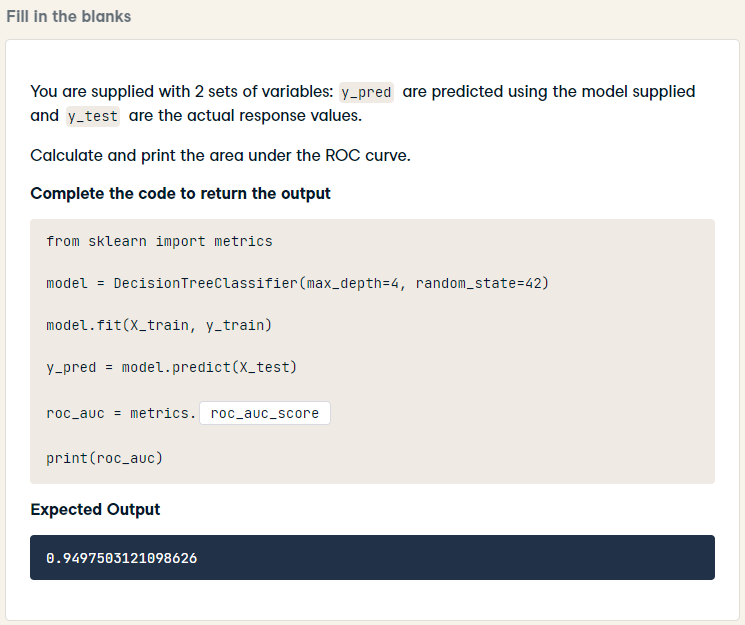 Fill in the blanks
You are supplied with 2 sets of variables: y_pred are predicted using the model supplied
and y_test are the actual response values.
Calculate and print the area under the ROC curve.
Complete the code to return the output
from sklearn import metrics
model = DecisionTreeClassifier(max_depth=4, random_state=42)
model.fit(X_train, y_train)
y_pred = model.predict(X_test)
roc_auc = metrics. roc_auc_score
print(roc_auc)
Expected Output
0.9497503121098626